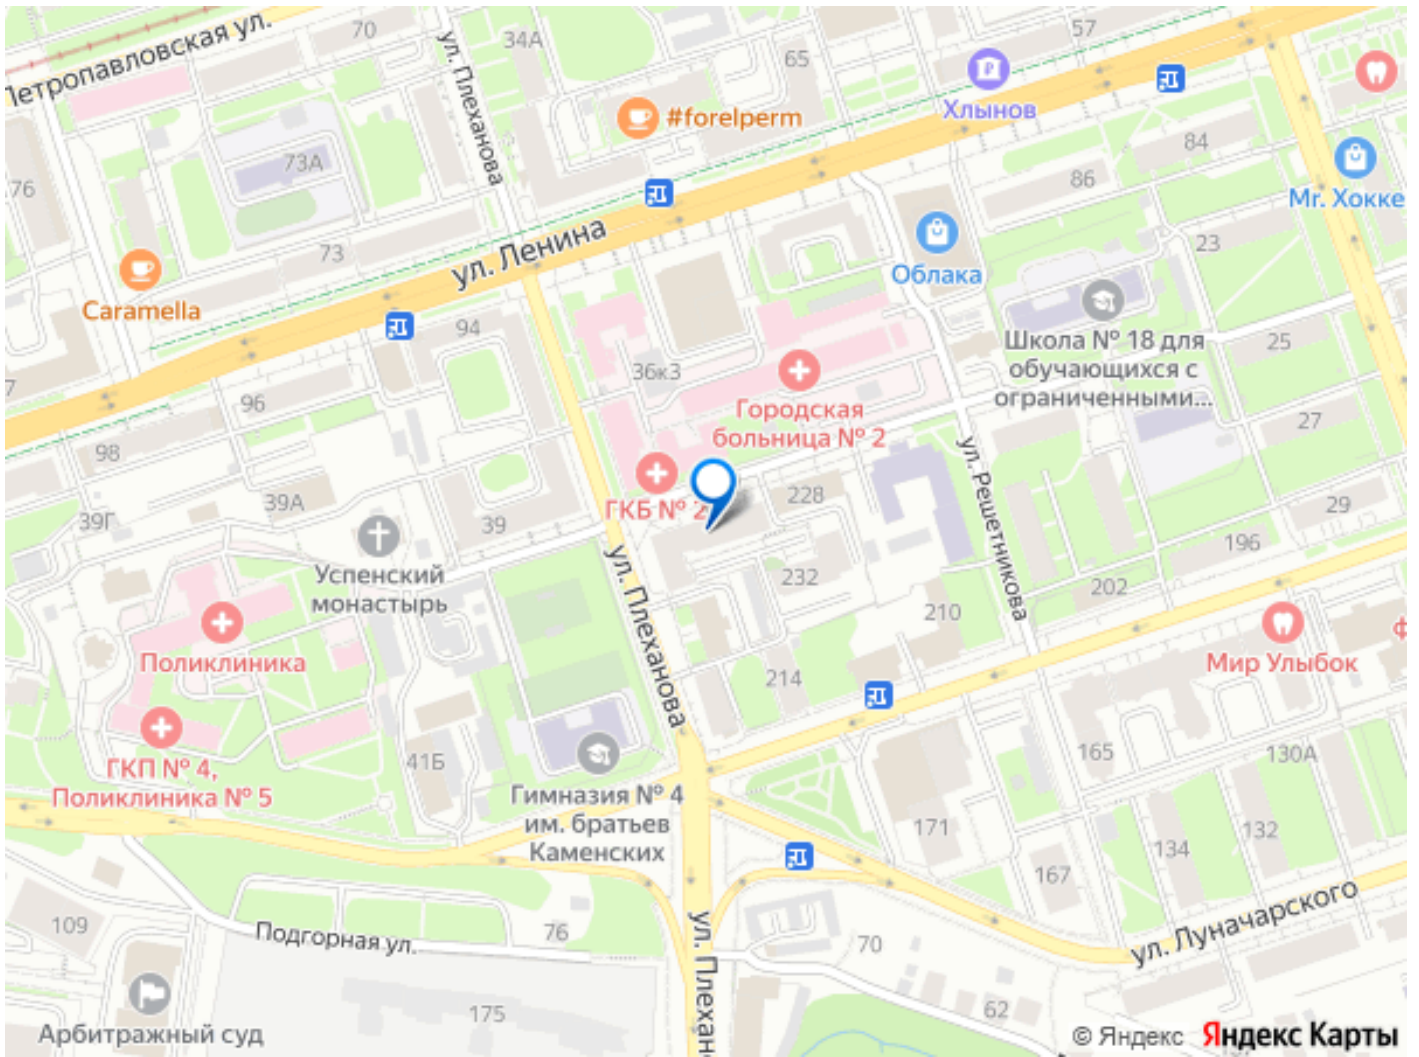 Петропавловская ул.
70
ул. Плеханова
34А
65
57
Хлынов
#forelperm
84
86
Мг. Хокке
76
73А
73
Caramella
ул. Ленина
Облака
23
94
36к3
Школа № 18 для
обучающихся с
ограниченными...
25
7
96
98
Городская
больница № 2
27
39А
39Г
39
ГКБ № 2
228
ул. Решетникова
29
196
Успенский
монастырь
ул. Плеханова
232
202
210
Поликлиника
214
Мир Улыбок
ф
ГКП № 4,
Поликлиника № 5
41Б
Гимназия № 4
им. братьев
Каменских
165
130А
171
134
132
167
109
Подгорная ул.
76
ул. Плехан
70
ул. Луначарского
175
62
Арбитражный суд
© Яндекс Яндекс Карты